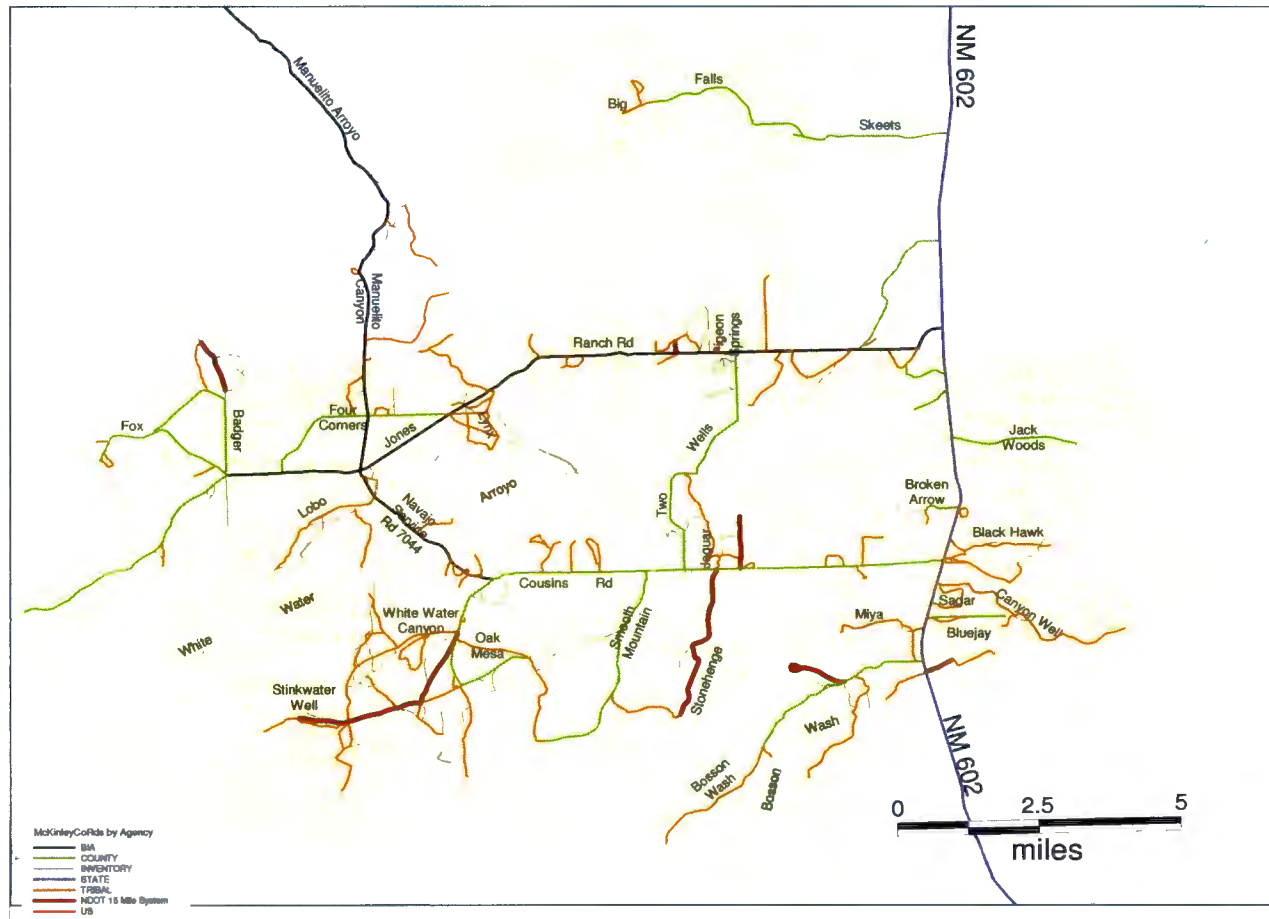 NM 602
Manuelito Arroyo
Falls
Big
Skeets
Manuelito
Canyon
Ranch Rd
Springs
Four
Corners
Fox
Badger
Jones
Lynx
Wells
Jack
Woods
Broken
Arrow
Lobo
Navajo
Service
Rd 7044
Arroyo
Two
Jaguar
Black Hawk
Cousins Rd
Water
White
White Water
Canyon
Oak
Mesa
Smooth
Mountain
Miya
Canyon Well
Bluejay
Stinkwater
Well
Stonehenge
Wash
Bosson
Bosson
Wash
NM 602
0 2.5 5
miles
McKinleyCoRds by Agency
BIA
COUNTY
INVENTORY
STATE
TRIBAL
NDOT 15 Mile System
US